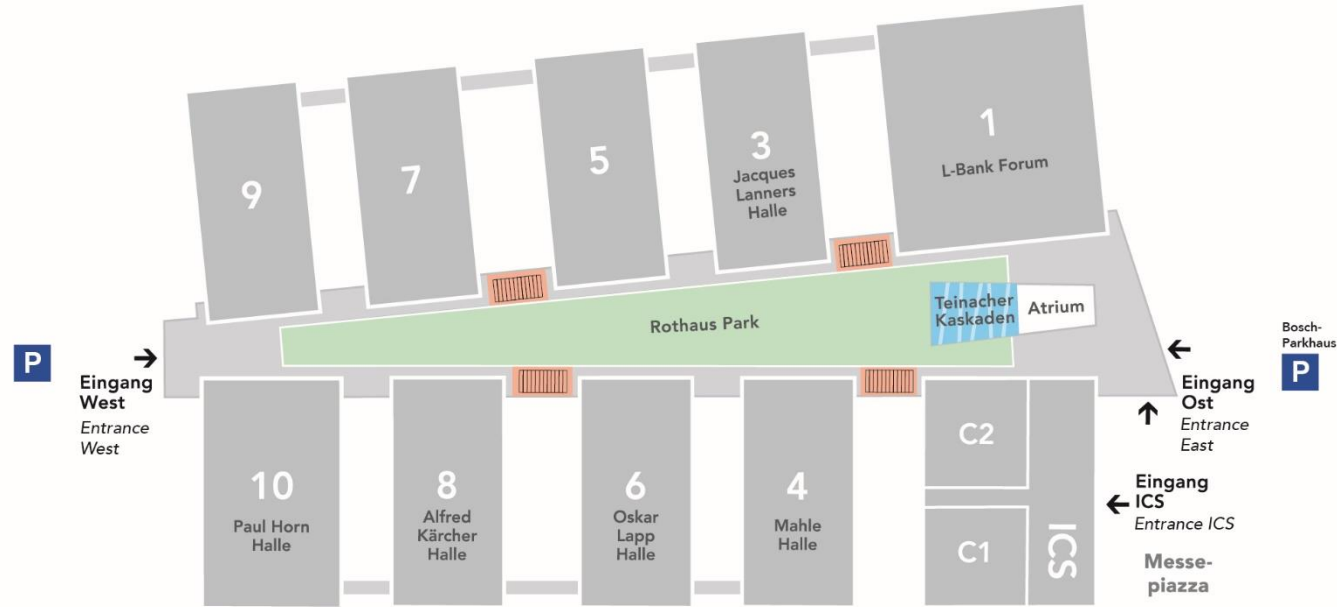 1
L-Bank Forum
3
Jacques
Lanners
Halle
5
7
9
Rothaus Park
Teinacher
Kaskaden
Atrium
P
Eingang
West
Entrance
West
Bosch-
Parkhaus
P
Eingang
Ost
Entrance
East
10
Paul Horn
Halle
8
Alfred
Kärcher
Halle
6
Oskar
Lapp
Halle
4
Mahle
Halle
C2
C1
ICS
Eingang
ICS
Entrance ICS
Messe-
piazza